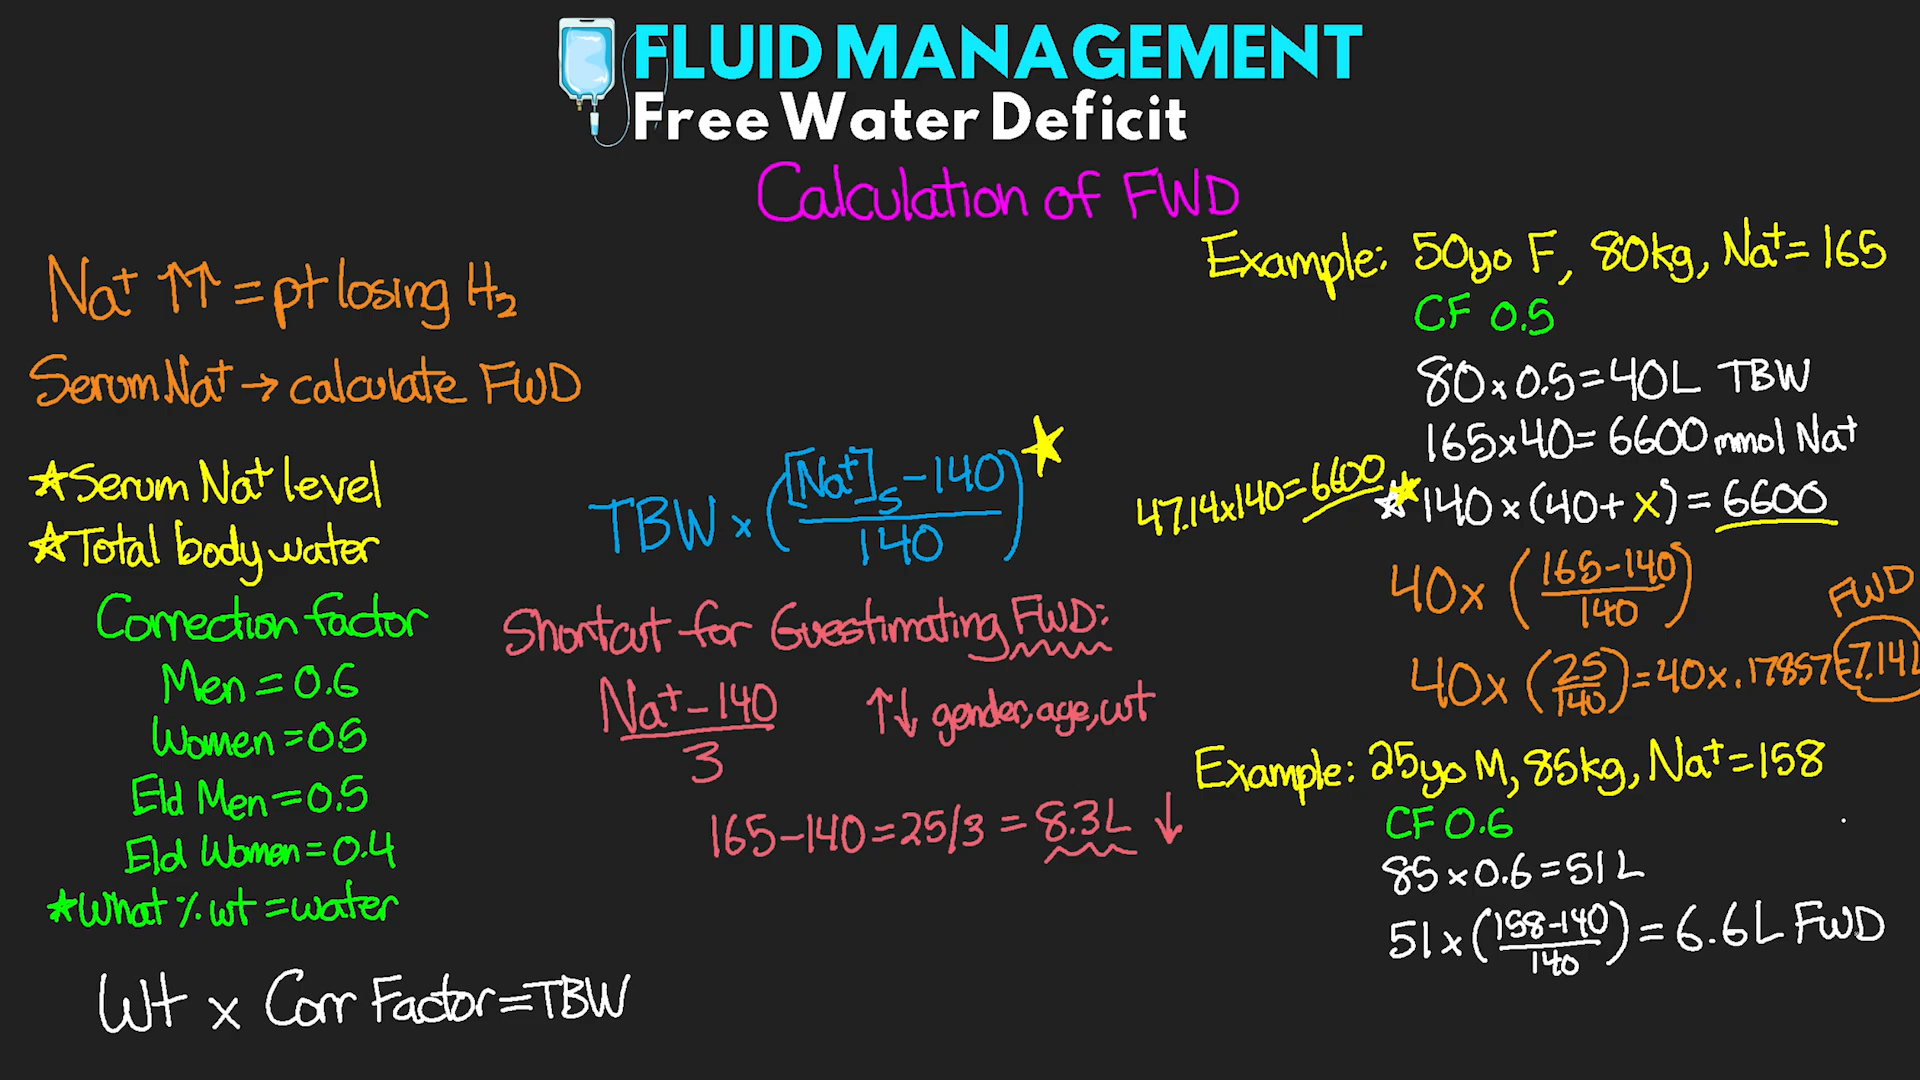 FLUID MANAGEMENT
Free Water Deficit
Calculation of FWD
Na⁺ ↑↑ = pt losing H₂
Serum Na⁺ → calculate FWD
☆Serum Na⁺ level
☆Total body water
Correction factor
Men = 0.6
Women = 0.5
Eld Men = 0.5
Eld Women = 0.4
★What % wt = water
Wt x Corr Factor = TBW
TBW x ([Na⁺]s - 140 / 140) ★
Shortcut for Guestimating FWD:
Na⁺ - 140 / 3 ↑↓ gender, age, wt
165 - 140 = 25/3 = 8.3L ↓
Example: 50yo F, 80kg, Na⁺ = 165
CF 0.5
80 x 0.5 = 40L TBW
165 x 40 = 6600 mmol Na⁺
47.14 x 140 = 6600 ★ 140 x (40 + x) = 6600
40 x (165 - 140 / 140)
FWD
40 x (25 / 140) = 40 x .17857 = 7.14L
Example: 25yo M, 85kg, Na⁺ = 158
CF 0.6
85 x 0.6 = 51 L
51 x (158 - 140 / 140) = 6.6L FWD